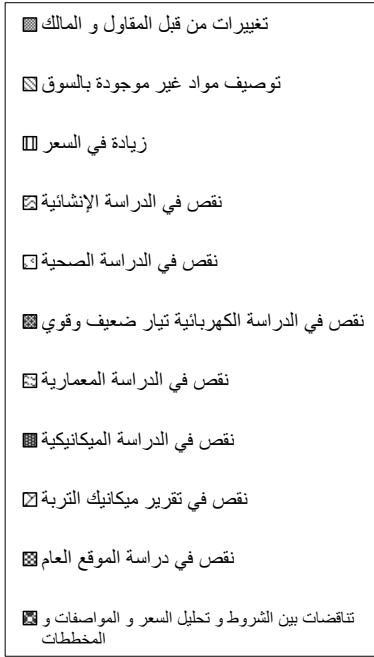 تغييرات من قبل المقاول و المالك
توصيف مواد غير موجودة بالسوق
زيادة في السعر
نقص في الدراسة الإنشائية
نقص في الدراسة الصحية
نقص في الدراسة الكهربائية تيار ضعيف وقوي
نقص في الدراسة المعمارية
نقص في الدراسة الميكانيكية
نقص في تقرير ميكانيك التربة
نقص في دراسة الموقع العام
تناقضات بين الشروط و تحليل السعر و المواصفات و
المخططات